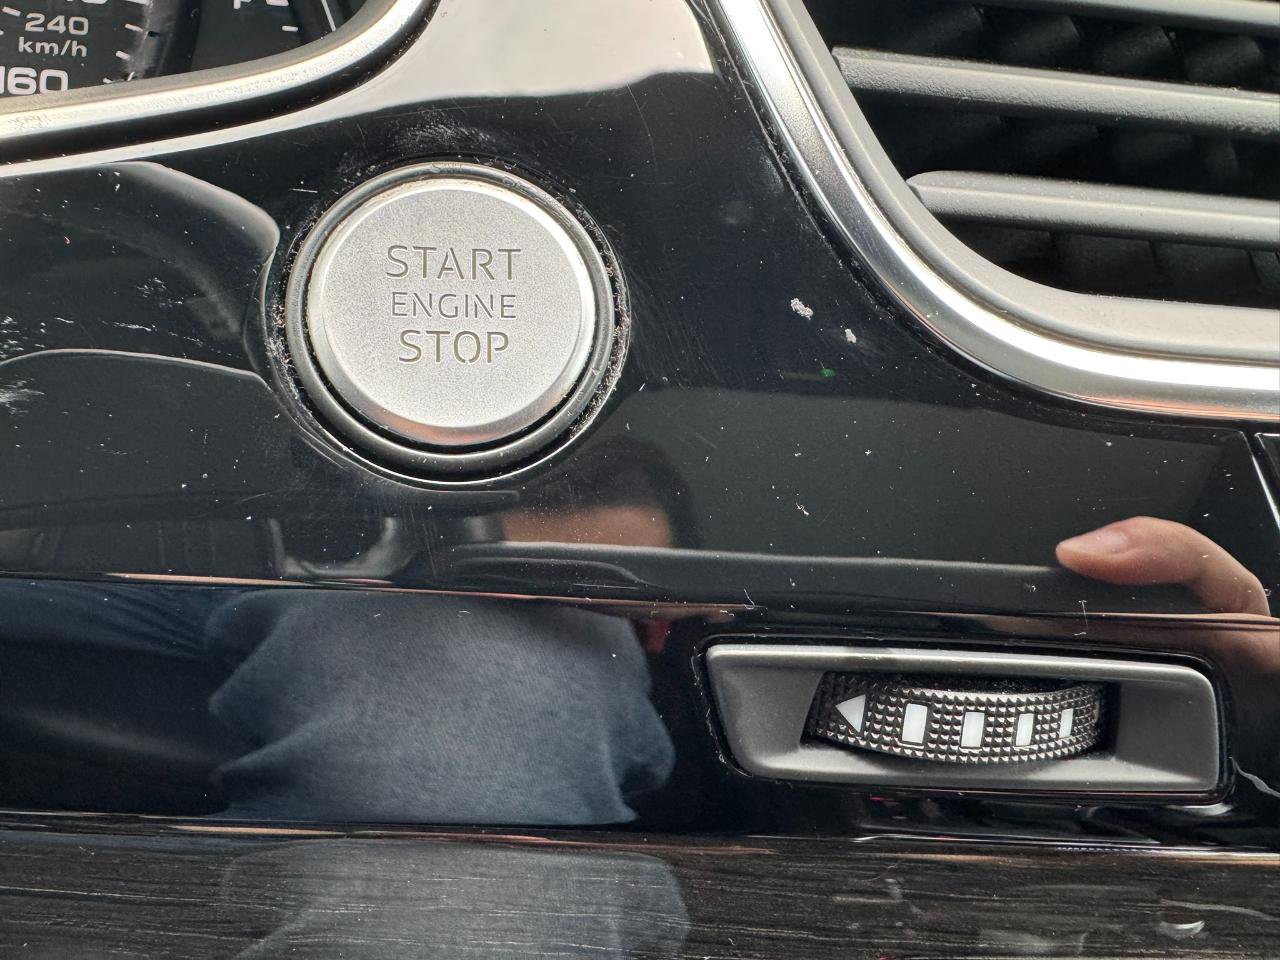 240
km/h
160
START
ENGINE
STOP